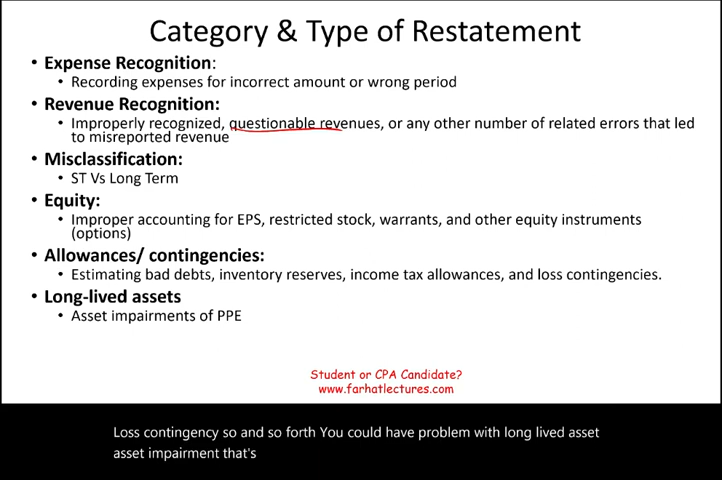 Category & Type of Restatement
• Expense Recognition:
• Recording expenses for incorrect amount or wrong period
• Revenue Recognition:
• Improperly recognized, questionable revenues, or any other number of related errors that led
to misreported revenue
• Misclassification:
• ST Vs Long Term
• Equity:
• Improper accounting for EPS, restricted stock, warrants, and other equity instruments
(options)
• Allowances/ contingencies:
• Estimating bad debts, inventory reserves, income tax allowances, and loss contingencies.
• Long-lived assets
• Asset impairments of PPE
Student or CPA Candidate?
www.farhatlectures.com
Loss contingency so and so forth You could have problem with long lived asset
asset impairment that's